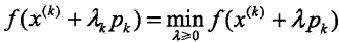 f(x^{(k)} + λ_k p_k) = \min_{λ≥0} f(x^{(k)} + λ p_k)